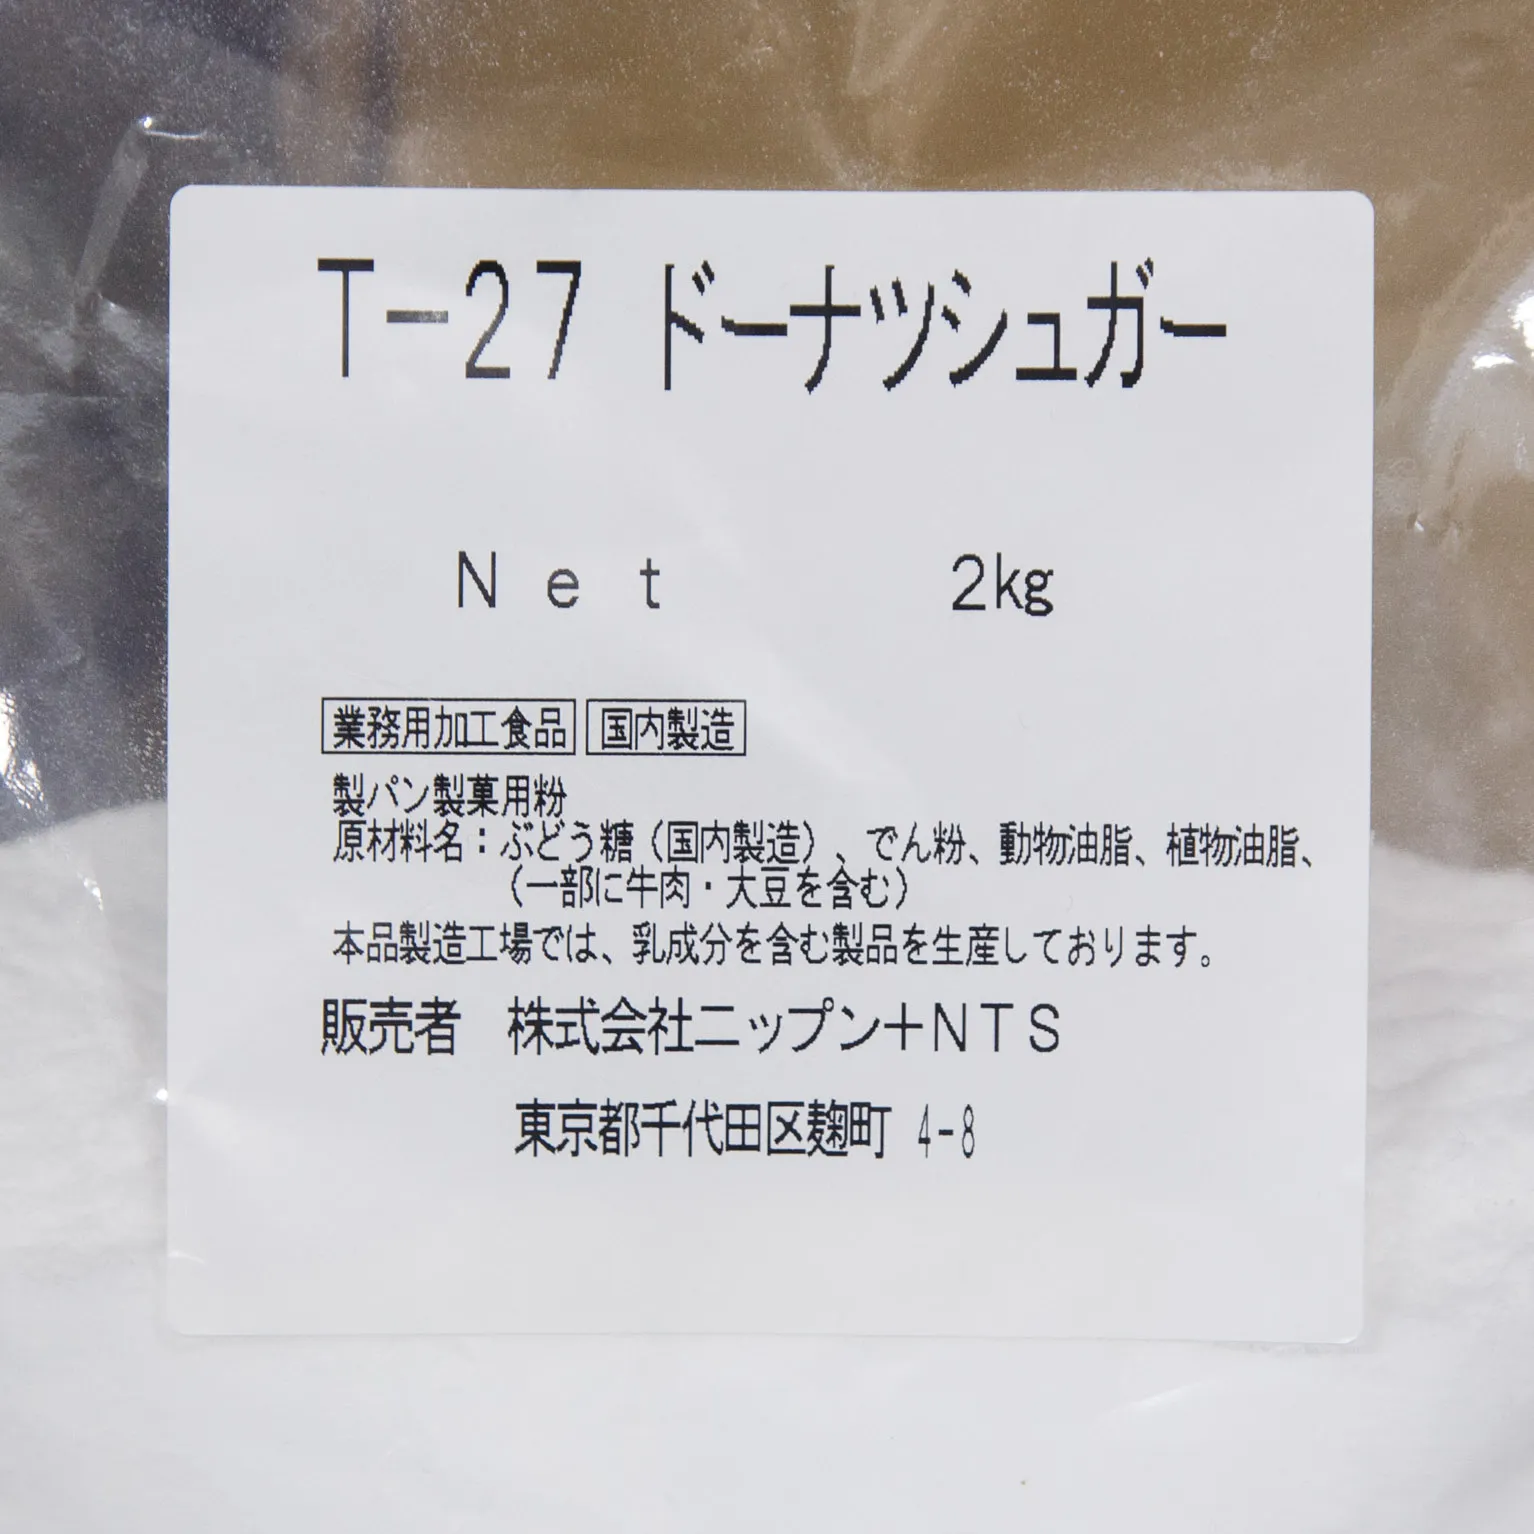 T-27 ドーナツシュガー
Net 2kg
業務用加工食品 国内製造
製パン製菓用粉
原材料名：ぶどう糖（国内製造）、でん粉、動物油脂、植物油脂、
（一部に牛肉・大豆を含む）
本品製造工場では、乳成分を含む製品を生産しております。
販売者 株式会社ニップン＋NTS
東京都千代田区麹町 4-8